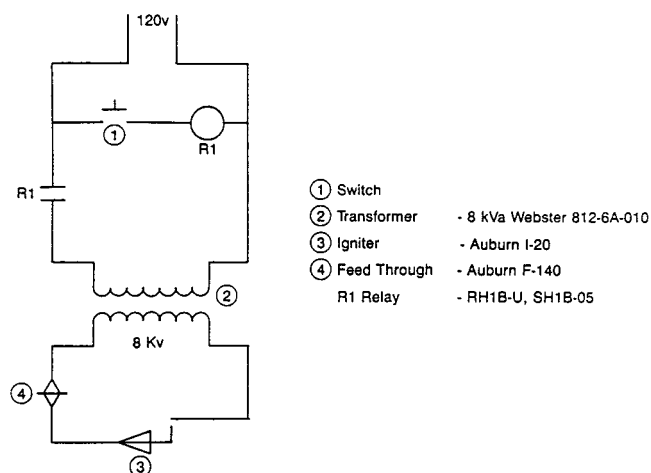 120v
1
R1
R1
2
8 Kv
4
3
1 Switch
2 Transformer - 8 kVa Webster 812-6A-010
3 Igniter - Auburn I-20
4 Feed Through - Auburn F-140
R1 Relay - RH1B-U, SH1B-05